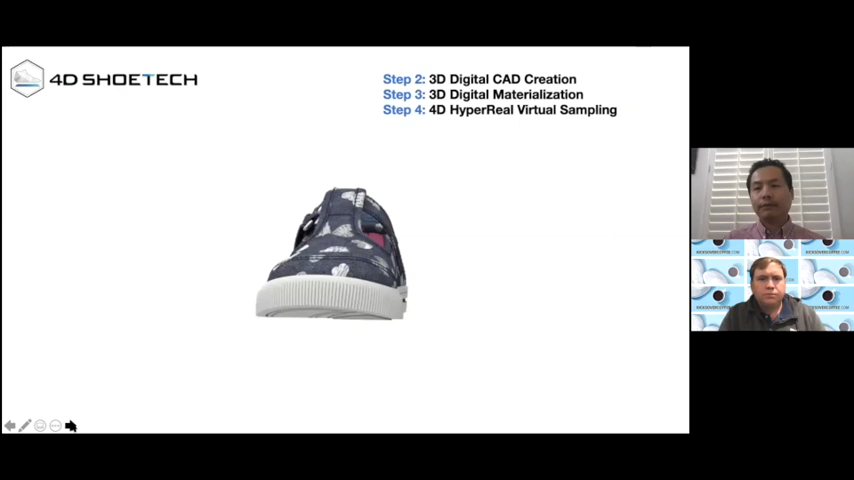 4D SHOETECH
Step 2: 3D Digital CAD Creation
Step 3: 3D Digital Materialization
Step 4: 4D HyperReal Virtual Sampling